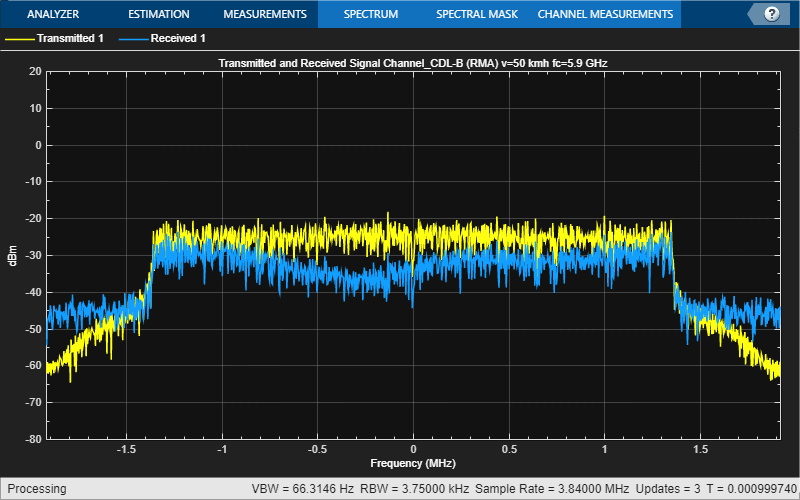 ANALYZER ESTIMATION MEASUREMENTS SPECTRUM SPECTRAL MASK CHANNEL MEASUREMENTS ?
Transmitted 1 Received 1
Transmitted and Received Signal Channel_CDL-B (RMA) v=50 kmh fc=5.9 GHz
20
10
0
-10
-20
-30
-40
-50
-60
-70
-80
dBm
-1.5 -1 -0.5 0 0.5 1 1.5
Frequency (MHz)
Processing VBW = 66.3146 Hz RBW = 3.75000 kHz Sample Rate = 3.84000 MHz Updates = 3 T = 0.000999740